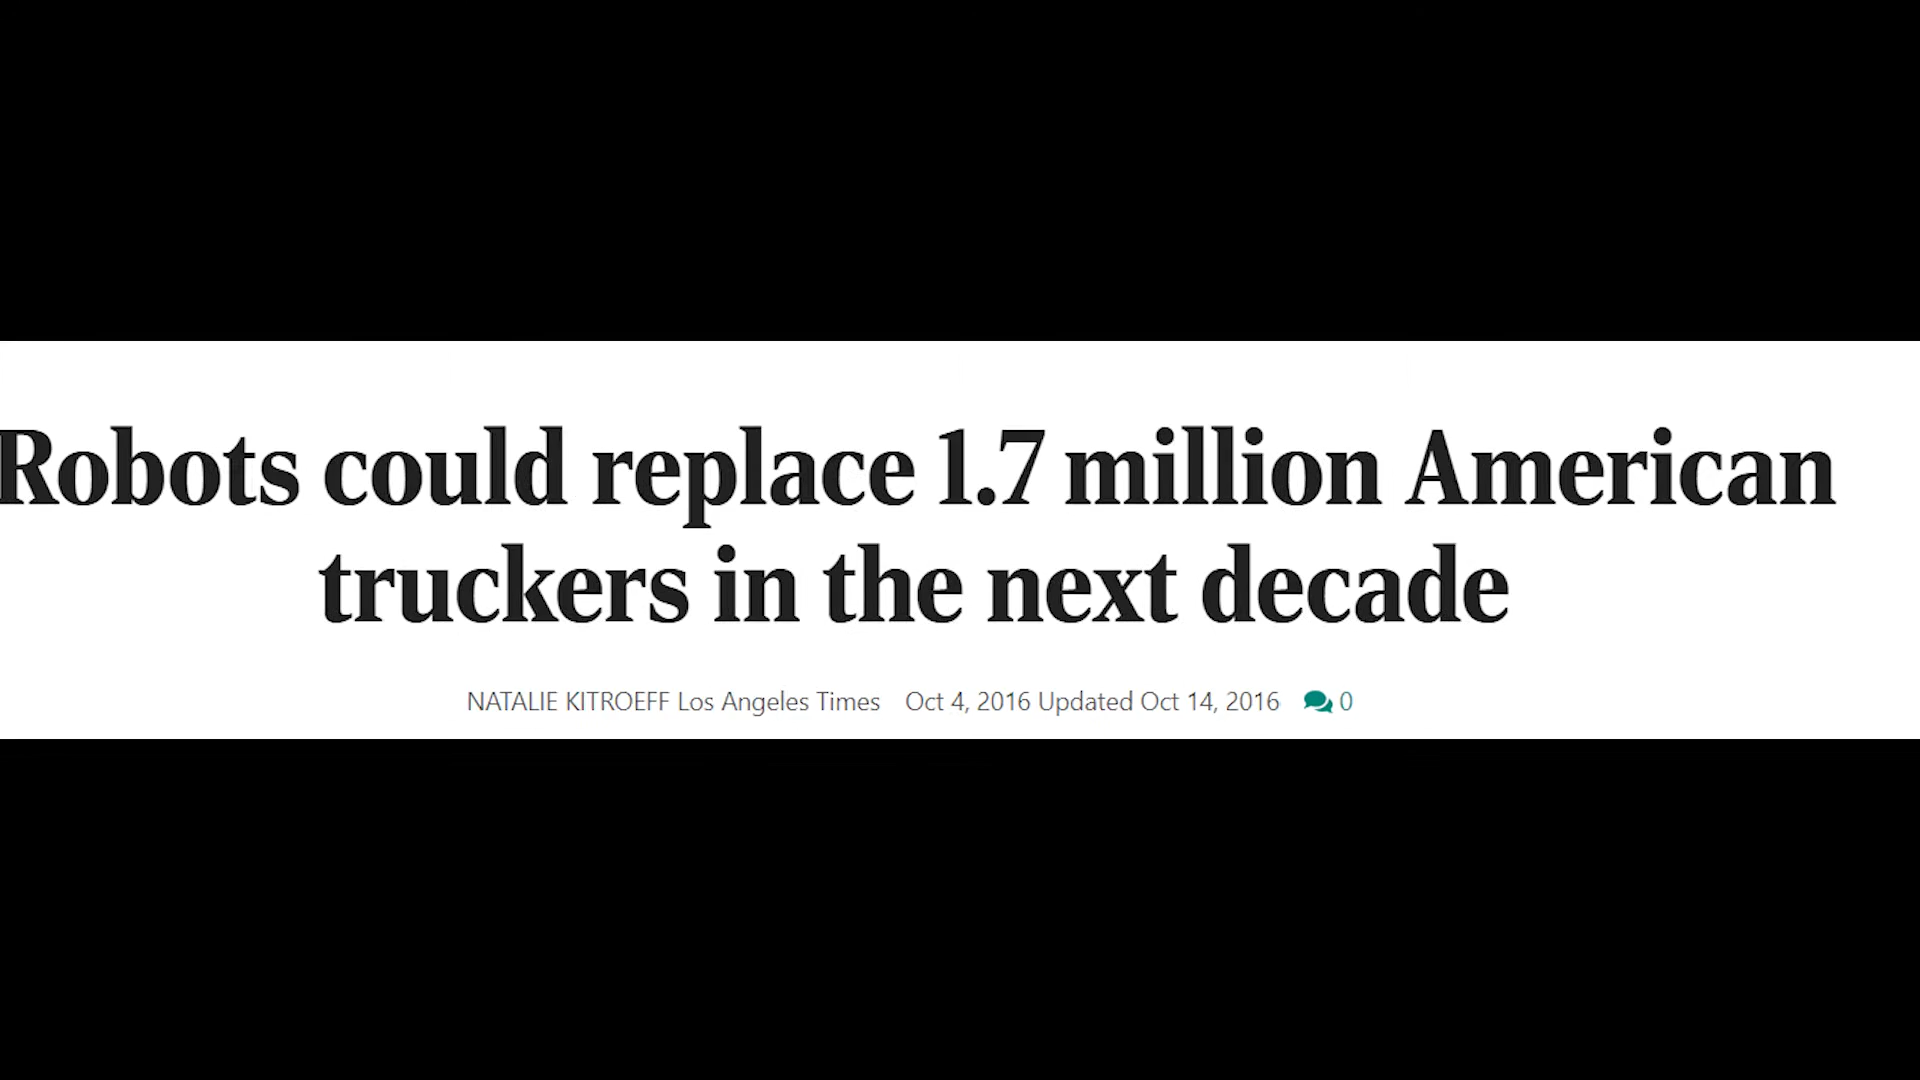 Robots could replace 1.7 million American
truckers in the next decade
NATALIE KITROEFF Los Angeles Times Oct 4, 2016 Updated Oct 14, 2016 0